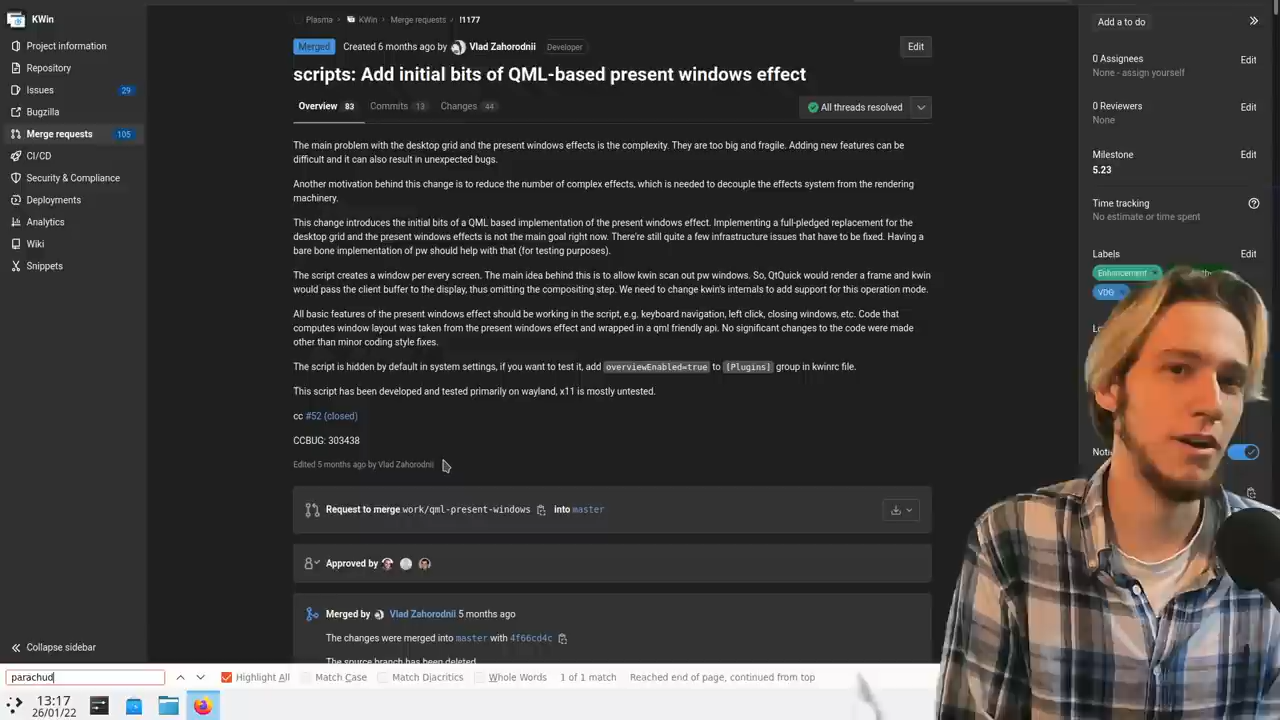 KWin
Project information
Repository
Issues 29
Bugzilla
Merge requests 105
CI/CD
Security & Compliance
Deployments
Analytics
Wiki
Snippets
Collapse sidebar
Plasma KWin Merge requests !1177
Merged Created 6 months ago by Vlad Zahorodnii Developer Edit
scripts: Add initial bits of QML-based present windows effect
Overview 83 Commits 13 Changes 44 All threads resolved
The main problem with the desktop grid and the present windows effects is the complexity. They are too big and fragile. Adding new features can be
difficult and it can also result in unexpected bugs.
Another motivation behind this change is to reduce the number of complex effects, which is needed to decouple the effects system from the rendering
machinery.
This change introduces the initial bits of a QML based implementation of the present windows effect. Implementing a full-pledged replacement for the
desktop grid and the present windows effects is not the main goal right now. There're still quite a few infrastructure issues that have to be fixed. Having a
bare bone implementation of pw should help with that (for testing purposes).
The script creates a window per every screen. The main idea behind this is to allow kwin scan out pw windows. So, QtQuick would render a frame and kwin
would pass the client buffer to the display, thus omitting the compositing step. We need to change kwin's internals to add support for this operation mode.
All basic features of the present windows effect should be working in the script, e.g. keyboard navigation, left click, closing windows, etc. Code that
computes window layout was taken from the present windows effect and wrapped in a qml friendly api. No significant changes to the code were made
other than minor coding style fixes.
The script is hidden by default in system settings, if you want to test it, add overviewEnabled=true to [Plugins] group in kwinrc file.
This script has been developed and tested primarily on wayland, x11 is mostly untested.
cc #52 (closed)
CCBUG: 303438
Edited 5 months ago by Vlad Zahorodnii
Request to merge work/qml-present-windows into master
Approved by
Merged by Vlad Zahorodnii 5 months ago
The changes were merged into master with 4f66cd4c
The source branch has been deleted
Add a to do
0 Assignees Edit
None - assign yourself
0 Reviewers Edit
None
Milestone Edit
5.23
Time tracking
No estimate or time spent
Labels Edit
Enhancement
VDG
parachud Highlight All Match Case Match Diacritics Whole Words 1 of 1 match Reached end of page, continued from top
13:17
26/01/22